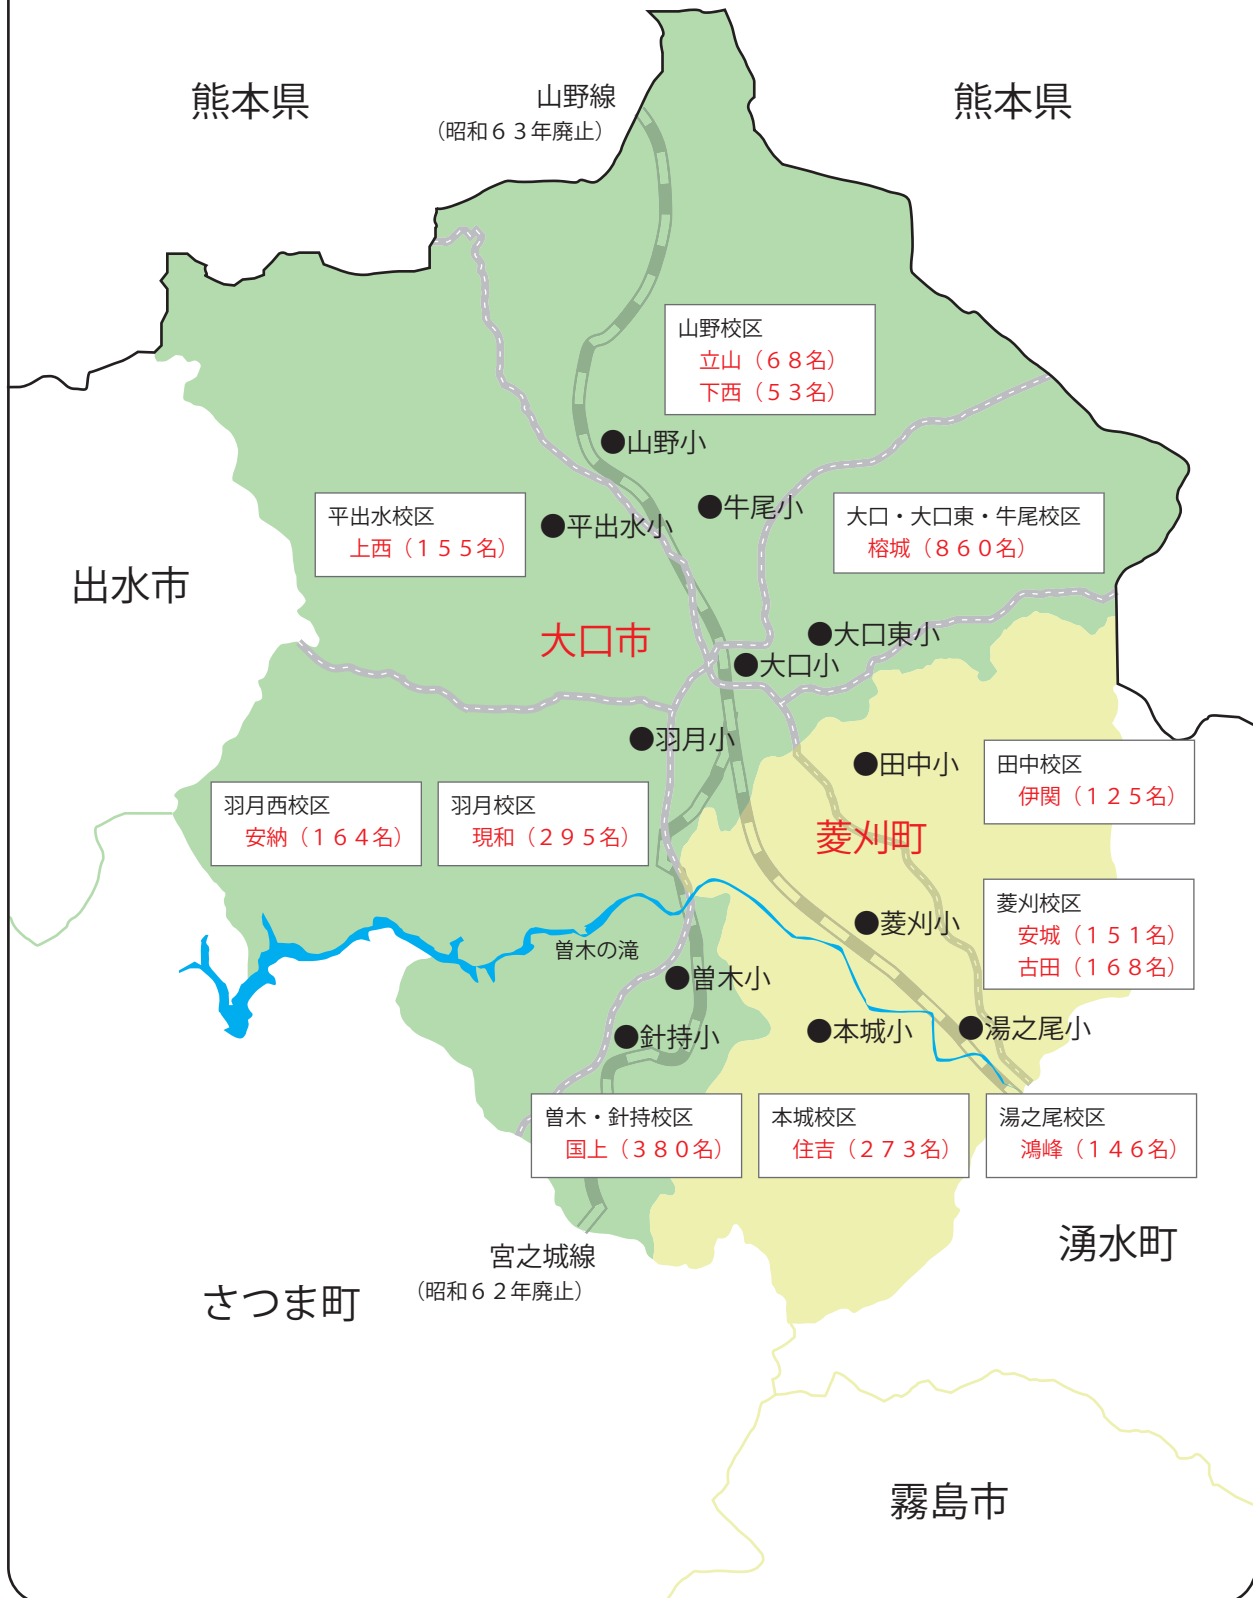 熊本県
山野線
(昭和６３年廃止)
熊本県
山野校区
立山（６８名）
下西（５３名）
山野小
牛尾小
平出水校区
上西（１５５名）
平出水小
大口・大口東・牛尾校区
榕城（８６０名）
出水市
大口市
大口東小
大口小
羽月小
田中小
田中校区
伊関（１２５名）
羽月西校区
安納（１６４名）
羽月校区
現和（２９５名）
菱刈町
菱刈校区
安城（１５１名）
古田（１６８名）
菱刈小
曽木の滝
曽木小
針持小
本城小
湯之尾小
曽木・針持校区
国上（３８０名）
本城校区
住吉（２７３名）
湯之尾校区
鴻峰（１４６名）
宮之城線
(昭和６２年廃止)
湧水町
さつま町
霧島市